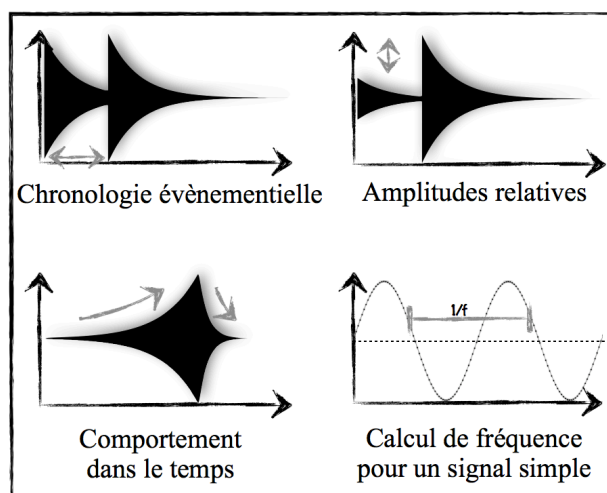 Chronologie évènementielle
Amplitudes relatives
1/f
Comportement
dans le temps
Calcul de fréquence
pour un signal simple